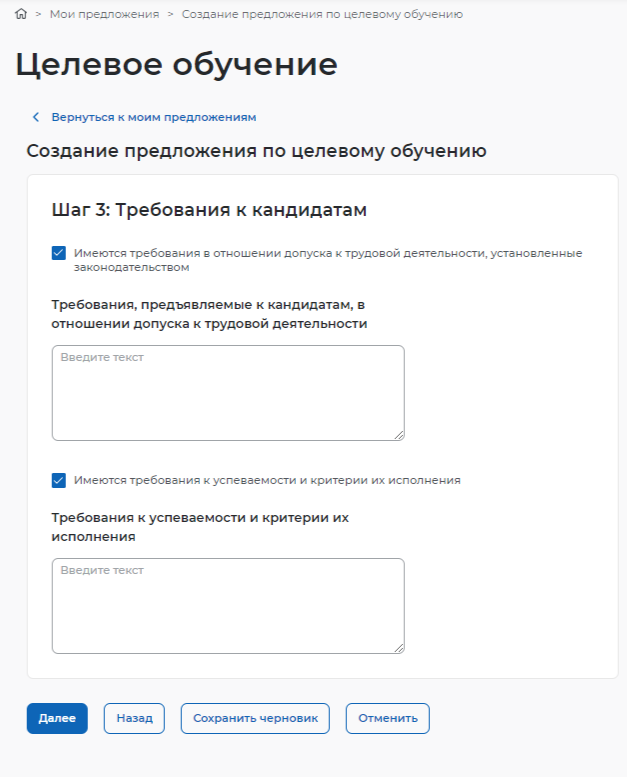 > Мои предложения > Создание предложения по целевому обучению
Целевое обучение
Вернуться к моим предложениям
Создание предложения по целевому обучению
Шаг 3: Требования к кандидатам
Имеются требования в отношении допуска к трудовой деятельности, установленные
законодательством
Требования, предъявляемые к кандидатам, в
отношении допуска к трудовой деятельности
Введите текст
Имеются требования к успеваемости и критерии их исполнения
Требования к успеваемости и критерии их
исполнения
Введите текст
Далее Назад Сохранить черновик Отменить